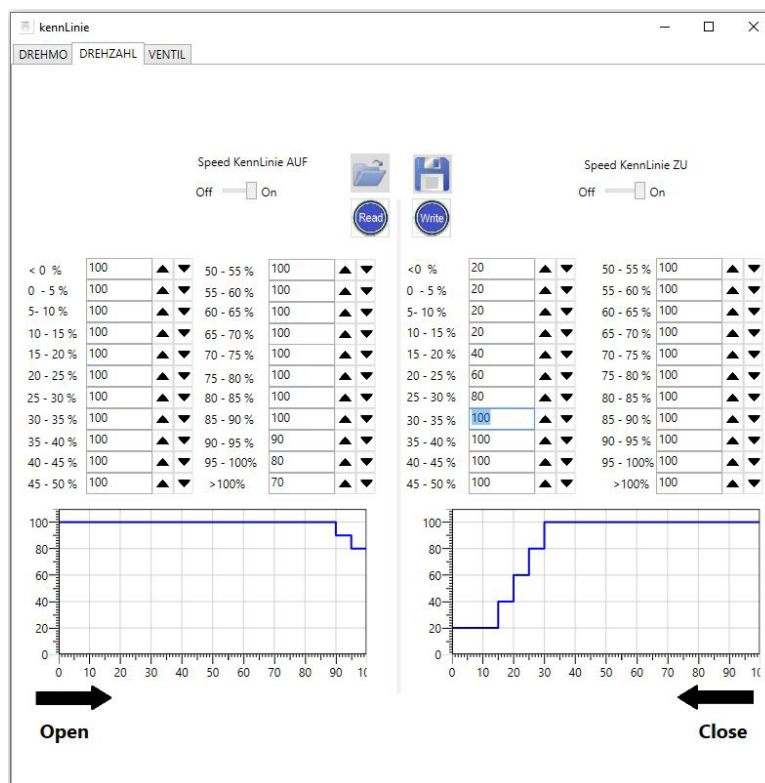 kennLinie
DREHMO DREHZAHL VENTIL
Speed KennLinie AUF
Off On
Read
Write
Speed KennLinie ZU
Off On
< 0 % 100 50 - 55 % 100
0 - 5 % 100 55 - 60 % 100
5- 10 % 100 60 - 65 % 100
10 - 15 % 100 65 - 70 % 100
15 - 20 % 100 70 - 75 % 100
20 - 25 % 100 75 - 80 % 100
25 - 30 % 100 80 - 85 % 100
30 - 35 % 100 85 - 90 % 100
35 - 40 % 100 90 - 95 % 90
40 - 45 % 100 95 - 100% 80
45 - 50 % 100 >100% 70
<0 % 20 50 - 55 % 100
0 - 5 % 20 55 - 60 % 100
5- 10 % 20 60 - 65 % 100
10 - 15 % 20 65 - 70 % 100
15 - 20 % 40 70 - 75 % 100
20 - 25 % 60 75 - 80 % 100
25 - 30 % 80 80 - 85 % 100
30 - 35 % 100 85 - 90 % 100
35 - 40 % 100 90 - 95 % 100
40 - 45 % 100 95 - 100% 100
45 - 50 % 100 >100% 100
100
80
60
40
20
0
0 10 20 30 40 50 60 70 80 90 10
Open
100
80
60
40
20
0
0 10 20 30 40 50 60 70 80 90 10
Close